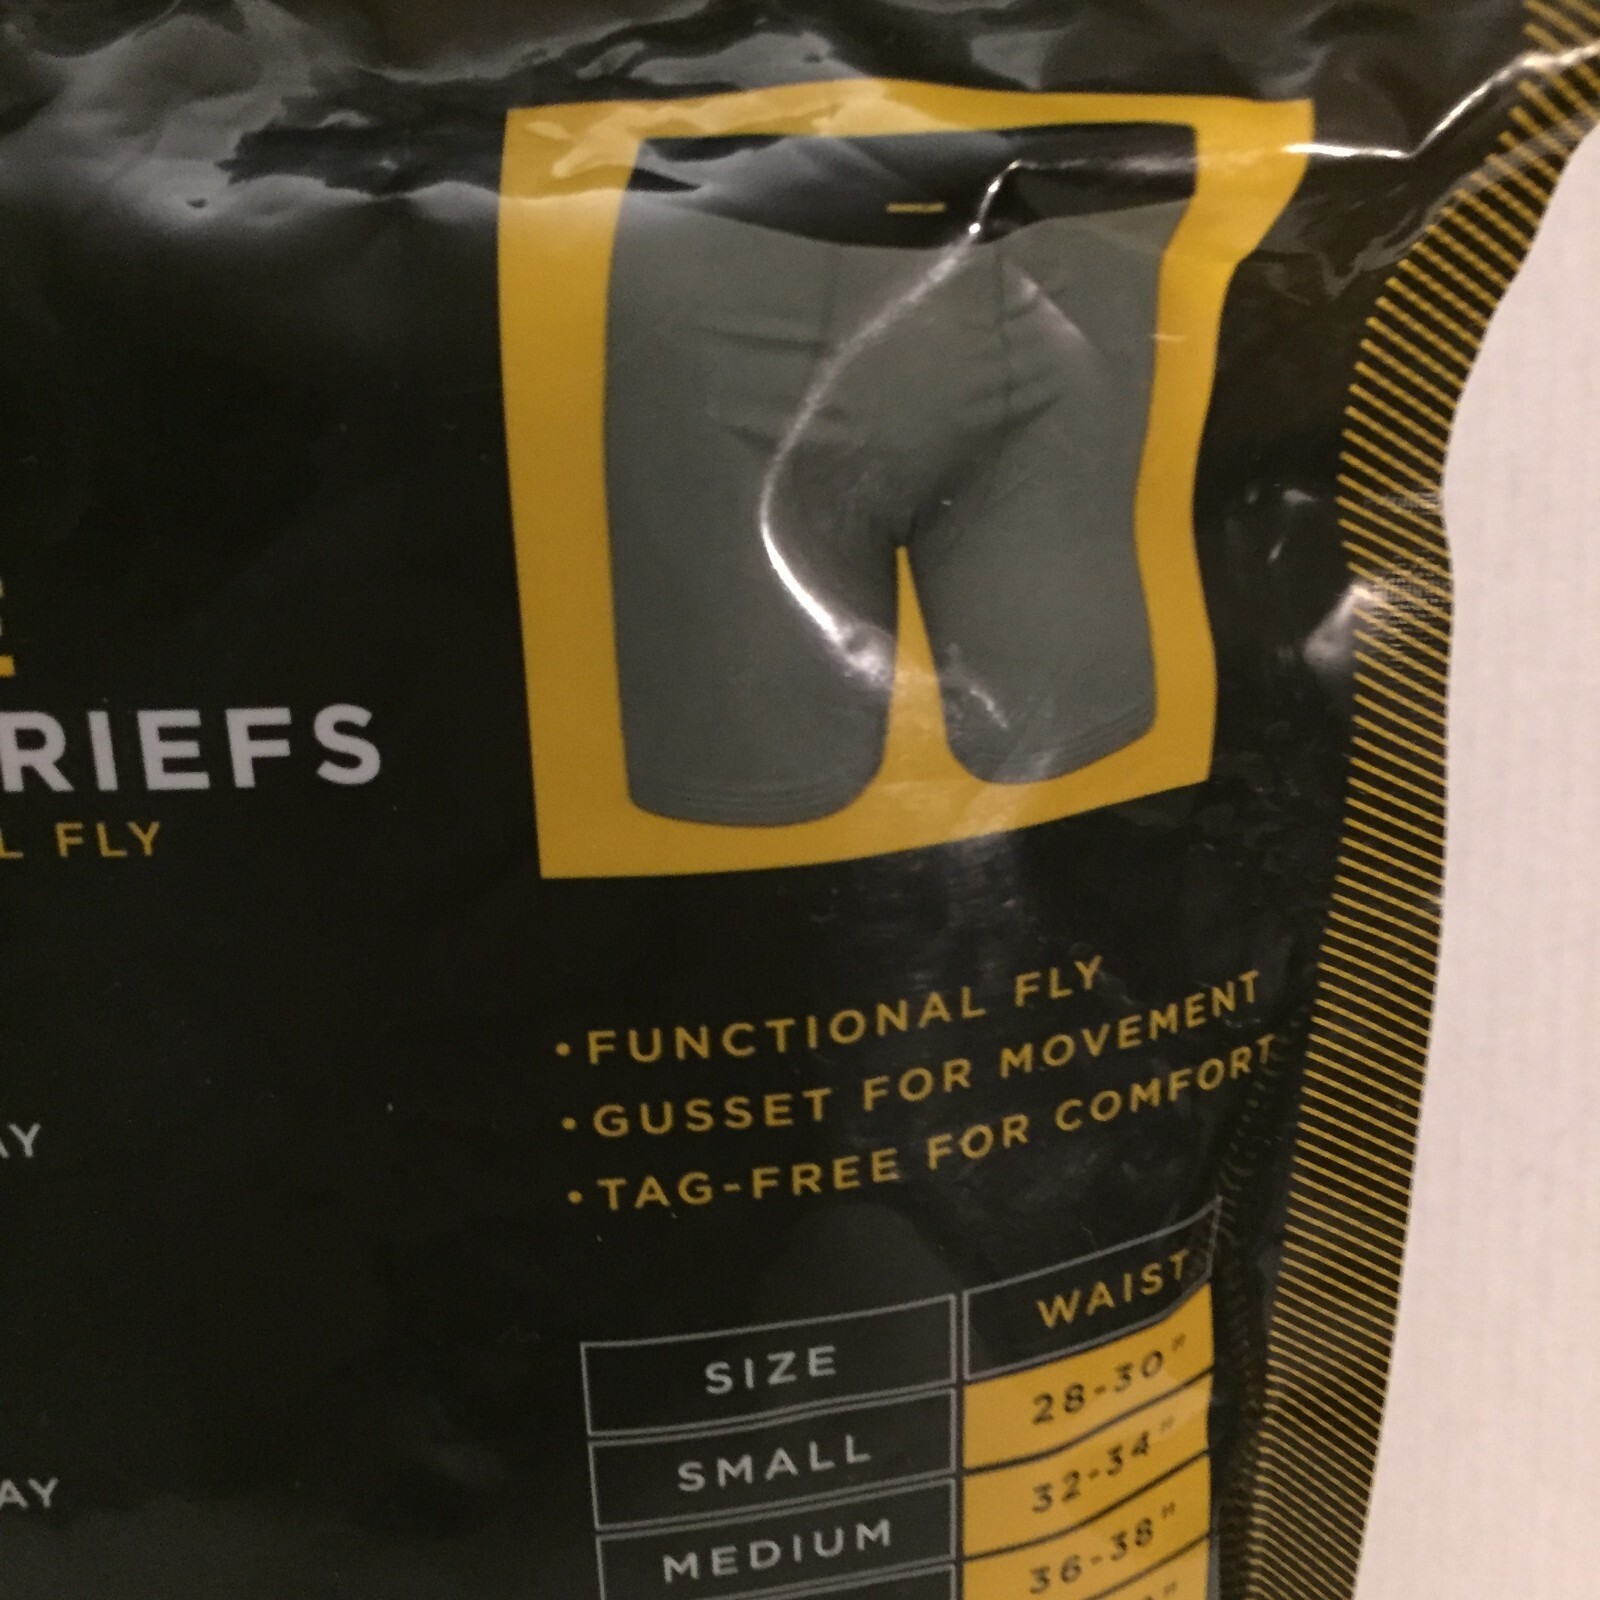 RIEFS
L FLY
AY
AY
• FUNCTIONAL FLY
• GUSSET FOR MOVEMENT
• TAG-FREE FOR COMFORT
SIZE WAIST
SMALL 28-30"
MEDIUM 32-34"
36-38"